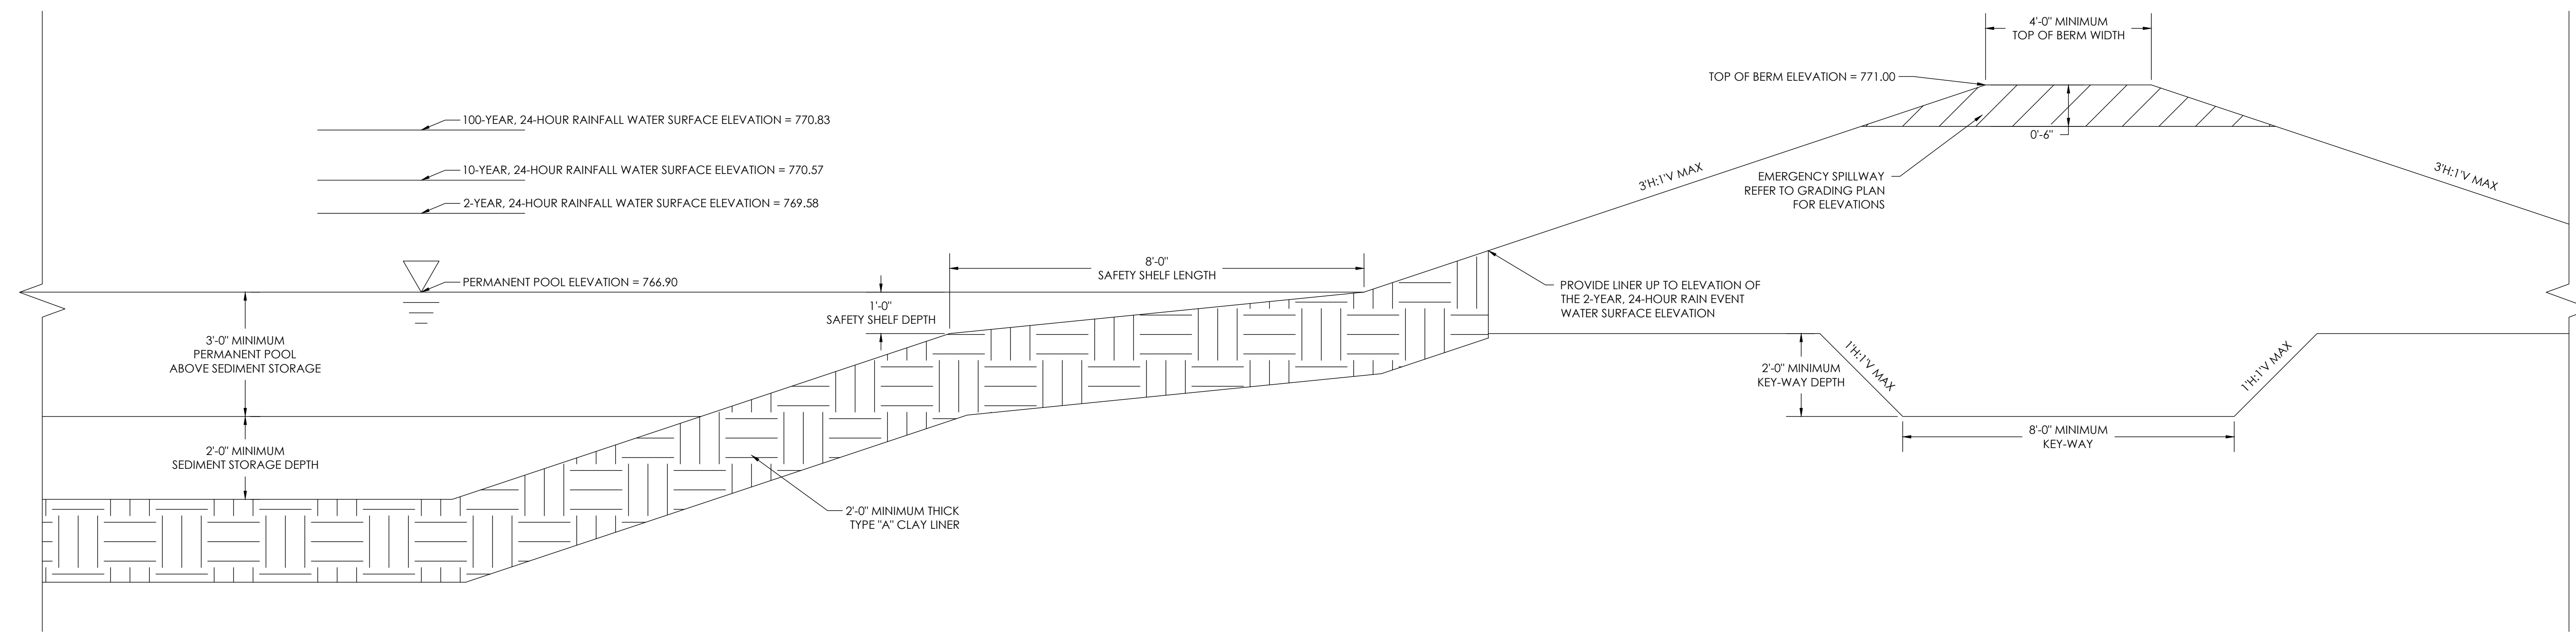 4'-0" MINIMUM
TOP OF BERM WIDTH
TOP OF BERM ELEVATION = 771.00
100-YEAR, 24-HOUR RAINFALL WATER SURFACE ELEVATION = 770.83
0'-6"
10-YEAR, 24-HOUR RAINFALL WATER SURFACE ELEVATION = 770.57
3'H:1'V MAX
EMERGENCY SPILLWAY
REFER TO GRADING PLAN
FOR ELEVATIONS
3'H:1'V MAX
2-YEAR, 24-HOUR RAINFALL WATER SURFACE ELEVATION = 769.58
8'-0"
SAFETY SHELF LENGTH
PERMANENT POOL ELEVATION = 766.90
PROVIDE LINER UP TO ELEVATION OF
THE 2-YEAR, 24-HOUR RAIN EVENT
WATER SURFACE ELEVATION
1'-0"
SAFETY SHELF DEPTH
3'-0" MINIMUM
PERMANENT POOL
ABOVE SEDIMENT STORAGE
2'-0" MINIMUM
KEY-WAY DEPTH
1'H:1'V MAX
1'H:1'V MAX
8'-0" MINIMUM
KEY-WAY
2'-0" MINIMUM
SEDIMENT STORAGE DEPTH
2'-0" MINIMUM THICK
TYPE "A" CLAY LINER